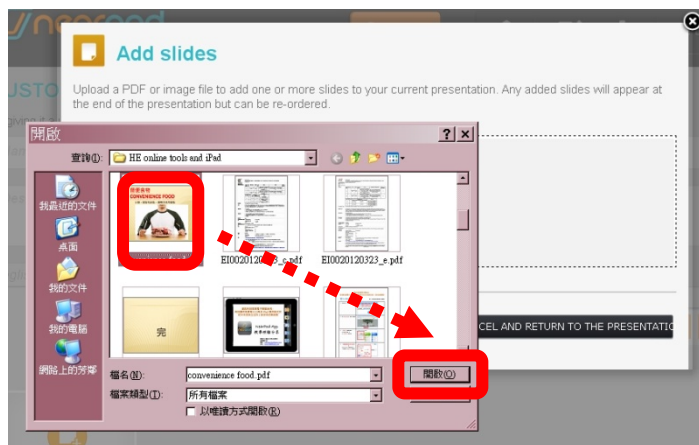 Add slides
Upload a PDF or image file to add one or more slides to your current presentation. Any added slides will appear at
the end of the presentation but can be re-ordered.
開啟
查詢(I):
HE online tools and iPad
我最近的文件
桌面
我的文件
我的電腦
網路上的芳鄰
CONVENIENCE FOOD
EI0020120323_e.pdf
完
檔名(N):
convenience food.pdf
開啟(O)
檔案類型(T):
所有檔案
以唯讀方式開啟(R)
CEL AND RETURN TO THE PRESENTATIO